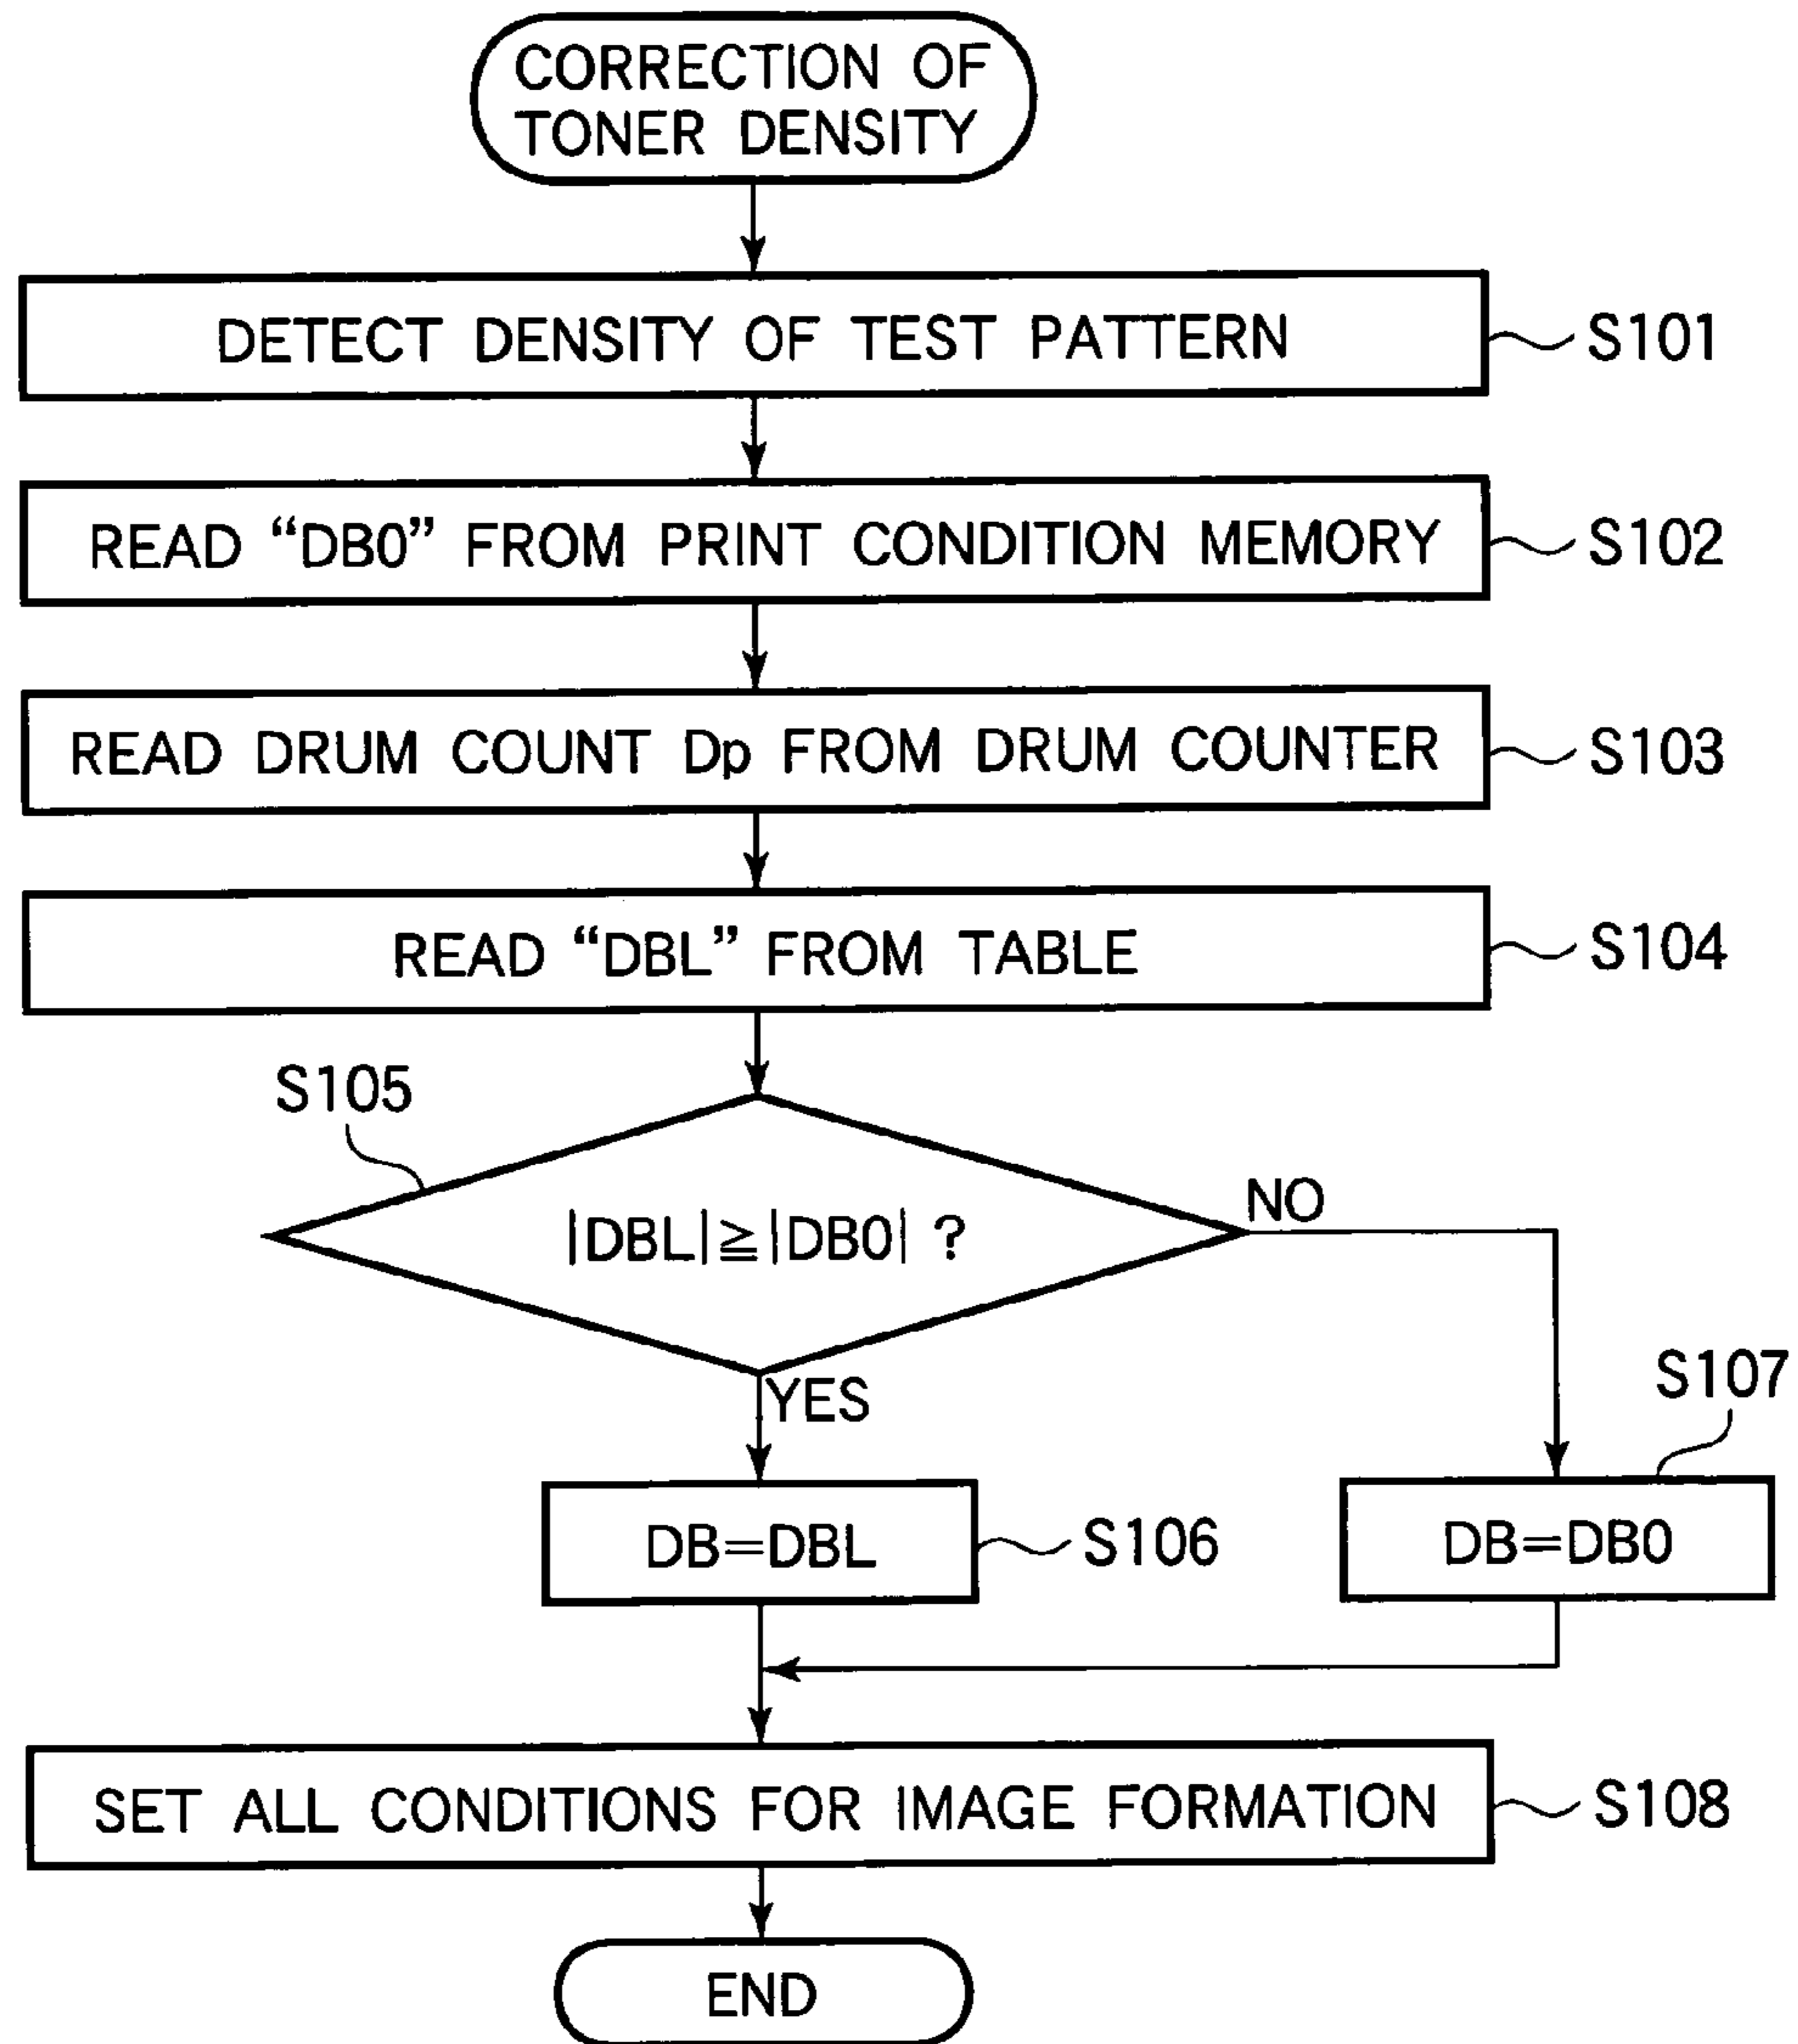 CORRECTION OF
TONER DENSITY
DETECT DENSITY OF TEST PATTERN
S101
READ “DB0” FROM PRINT CONDITION MEMORY
S102
READ DRUM COUNT Dp FROM DRUM COUNTER
S103
READ “DBL” FROM TABLE
S104
S105
|DBL|≧|DB0| ?
NO
YES
S107
DB=DBL
S106
DB=DB0
SET ALL CONDITIONS FOR IMAGE FORMATION
S108
END